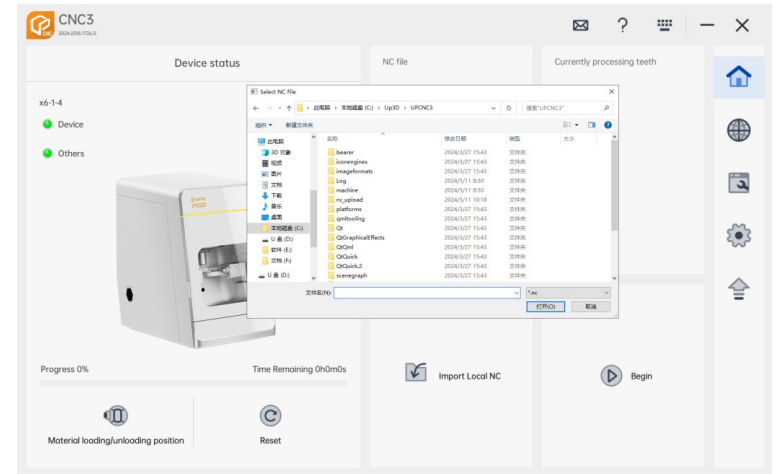 CNC3
2024.0318.1724.0
Device status
NC file
Currently processing teeth
x6-1-4
Device
Others
P55D
Progress 0%
Time Remaining 0h0m0s
Material loading/unloading position
Reset
Import Local NC
Begin
Select NC File
此电脑 › 本地磁盘 (C:) › Up3D › UPCNC3
搜索"UPCNC3"
组织 新建文件夹
此电脑
3D 对象
视频
图片
文档
下载
音乐
桌面
本地磁盘 (C:)
U 盘 (D:)
软件 (E:)
文档 (F:)
U 盘 (D:)
名称 修改日期 类型 大小
bearer 2024/3/27 15:43 文件夹
iconengines 2024/3/27 15:43 文件夹
imageformats 2024/3/27 15:43 文件夹
Log 2024/5/11 8:50 文件夹
machine 2024/5/11 8:50 文件夹
nc_upload 2024/5/11 10:18 文件夹
platforms 2024/3/27 15:43 文件夹
qmltooling 2024/3/27 15:43 文件夹
Qt 2024/3/27 15:43 文件夹
QtGraphicalEffects 2024/3/27 15:43 文件夹
QtQml 2024/3/27 15:43 文件夹
QtQuick 2024/3/27 15:43 文件夹
QtQuick.2 2024/3/27 15:43 文件夹
scenegraph 2024/3/27 15:43 文件夹
文件名(N): *.nc
打开(O) 取消